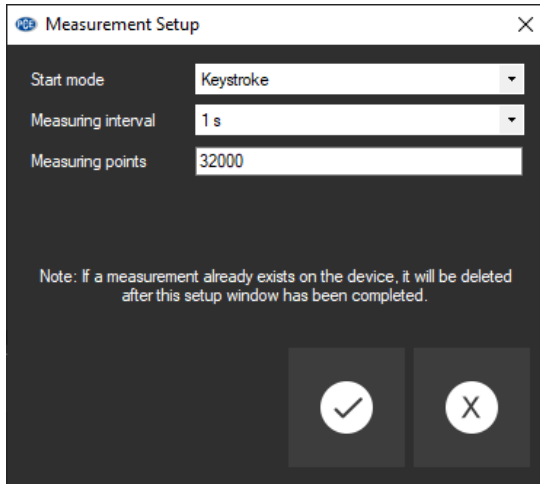 PCE Measurement Setup
Start mode Keystroke
Measuring interval 1 s
Measuring points 32000
Note: If a measurement already exists on the device, it will be deleted
after this setup window has been completed.
X